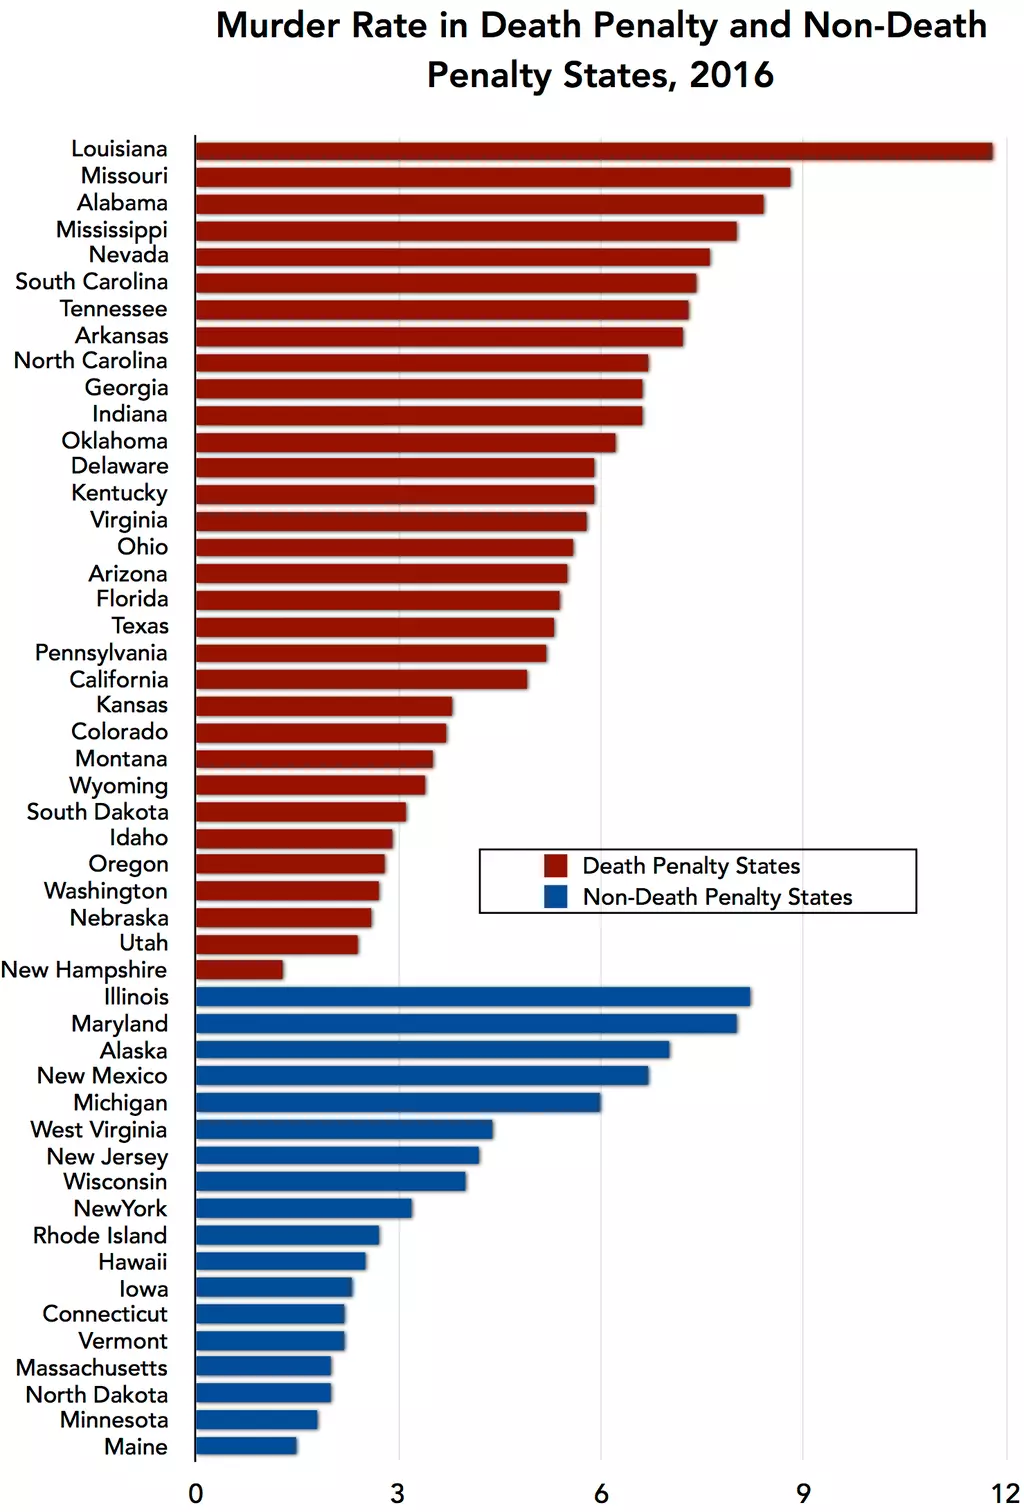 Murder Rate in Death Penalty and Non-Death
Penalty States, 2016
Louisiana
Missouri
Alabama
Mississippi
Nevada
South Carolina
Tennessee
Arkansas
North Carolina
Georgia
Indiana
Oklahoma
Delaware
Kentucky
Virginia
Ohio
Arizona
Florida
Texas
Pennsylvania
California
Kansas
Colorado
Montana
Wyoming
South Dakota
Idaho
Oregon
Washington
Nebraska
Utah
New Hampshire
Illinois
Maryland
Alaska
New Mexico
Michigan
West Virginia
New Jersey
Wisconsin
NewYork
Rhode Island
Hawaii
Iowa
Connecticut
Vermont
Massachusetts
North Dakota
Minnesota
Maine
Death Penalty States
Non-Death Penalty States
0 3 6 9 12